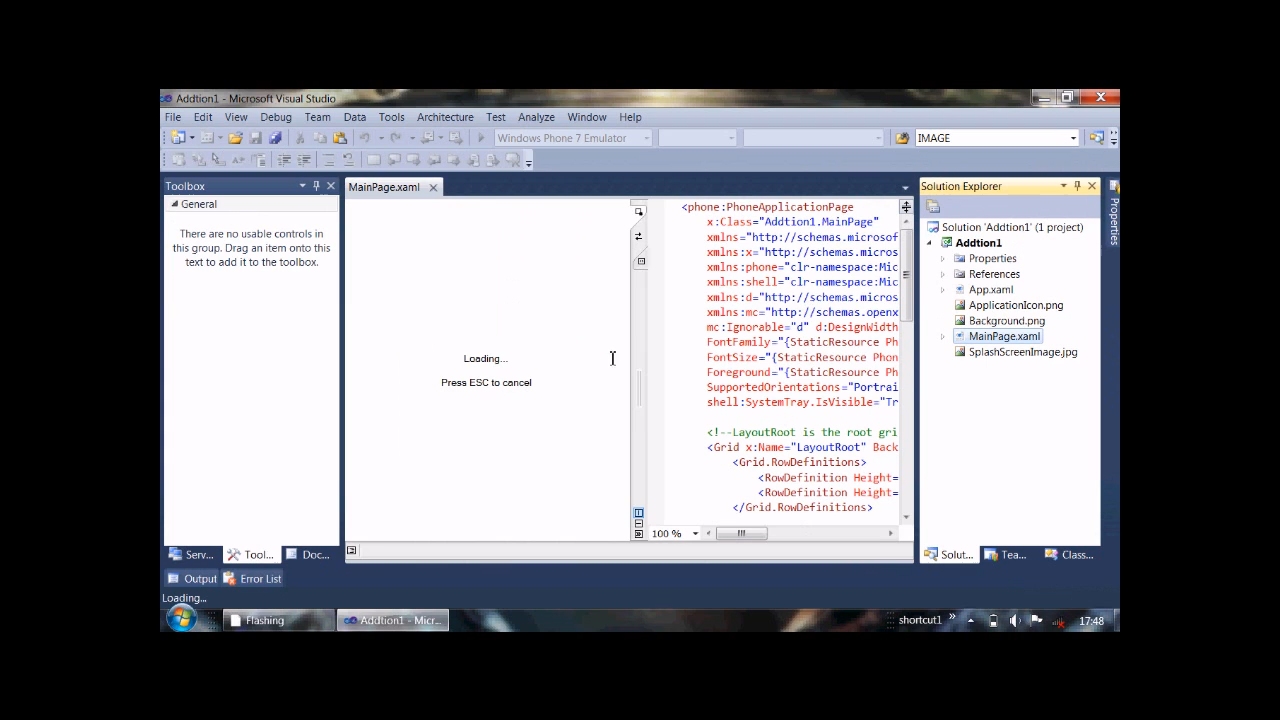 Addtion1 - Microsoft Visual Studio
File Edit View Debug Team Data Tools Architecture Test Analyze Window Help
Windows Phone 7 Emulator
IMAGE
Toolbox
General
There are no usable controls in
this group. Drag an item onto this
text to add it to the toolbox.
Serv...
Tool...
Doc...
MainPage.xaml
Loading...
Press ESC to cancel
<phone:PhoneApplicationPage
x:Class="Addtion1.MainPage"
xmlns="http://schemas.microsof
xmlns:x="http://schemas.micros
xmlns:phone="clr-namespace:Mic
xmlns:shell="clr-namespace:Mic
xmlns:d="http://schemas.micros
xmlns:mc="http://schemas.openx
mc:Ignorable="d" d:DesignWidth
FontFamily="{StaticResource Ph
FontSize="{StaticResource Phon
Foreground="{StaticResource Ph
SupportedOrientations="Portrai
shell:SystemTray.IsVisible="Tr
<!--LayoutRoot is the root gri
<Grid x:Name="LayoutRoot" Back
<Grid.RowDefinitions>
<RowDefinition Height=
<RowDefinition Height=
</Grid.RowDefinitions>
100 %
Solution Explorer
Solution 'Addtion1' (1 project)
Addtion1
Properties
References
App.xaml
ApplicationIcon.png
Background.png
MainPage.xaml
SplashScreenImage.jpg
Solut...
Tea...
Class...
Properties
Output
Error List
Loading...
Flashing
Addtion1 - Micr...
shortcut1
17:48